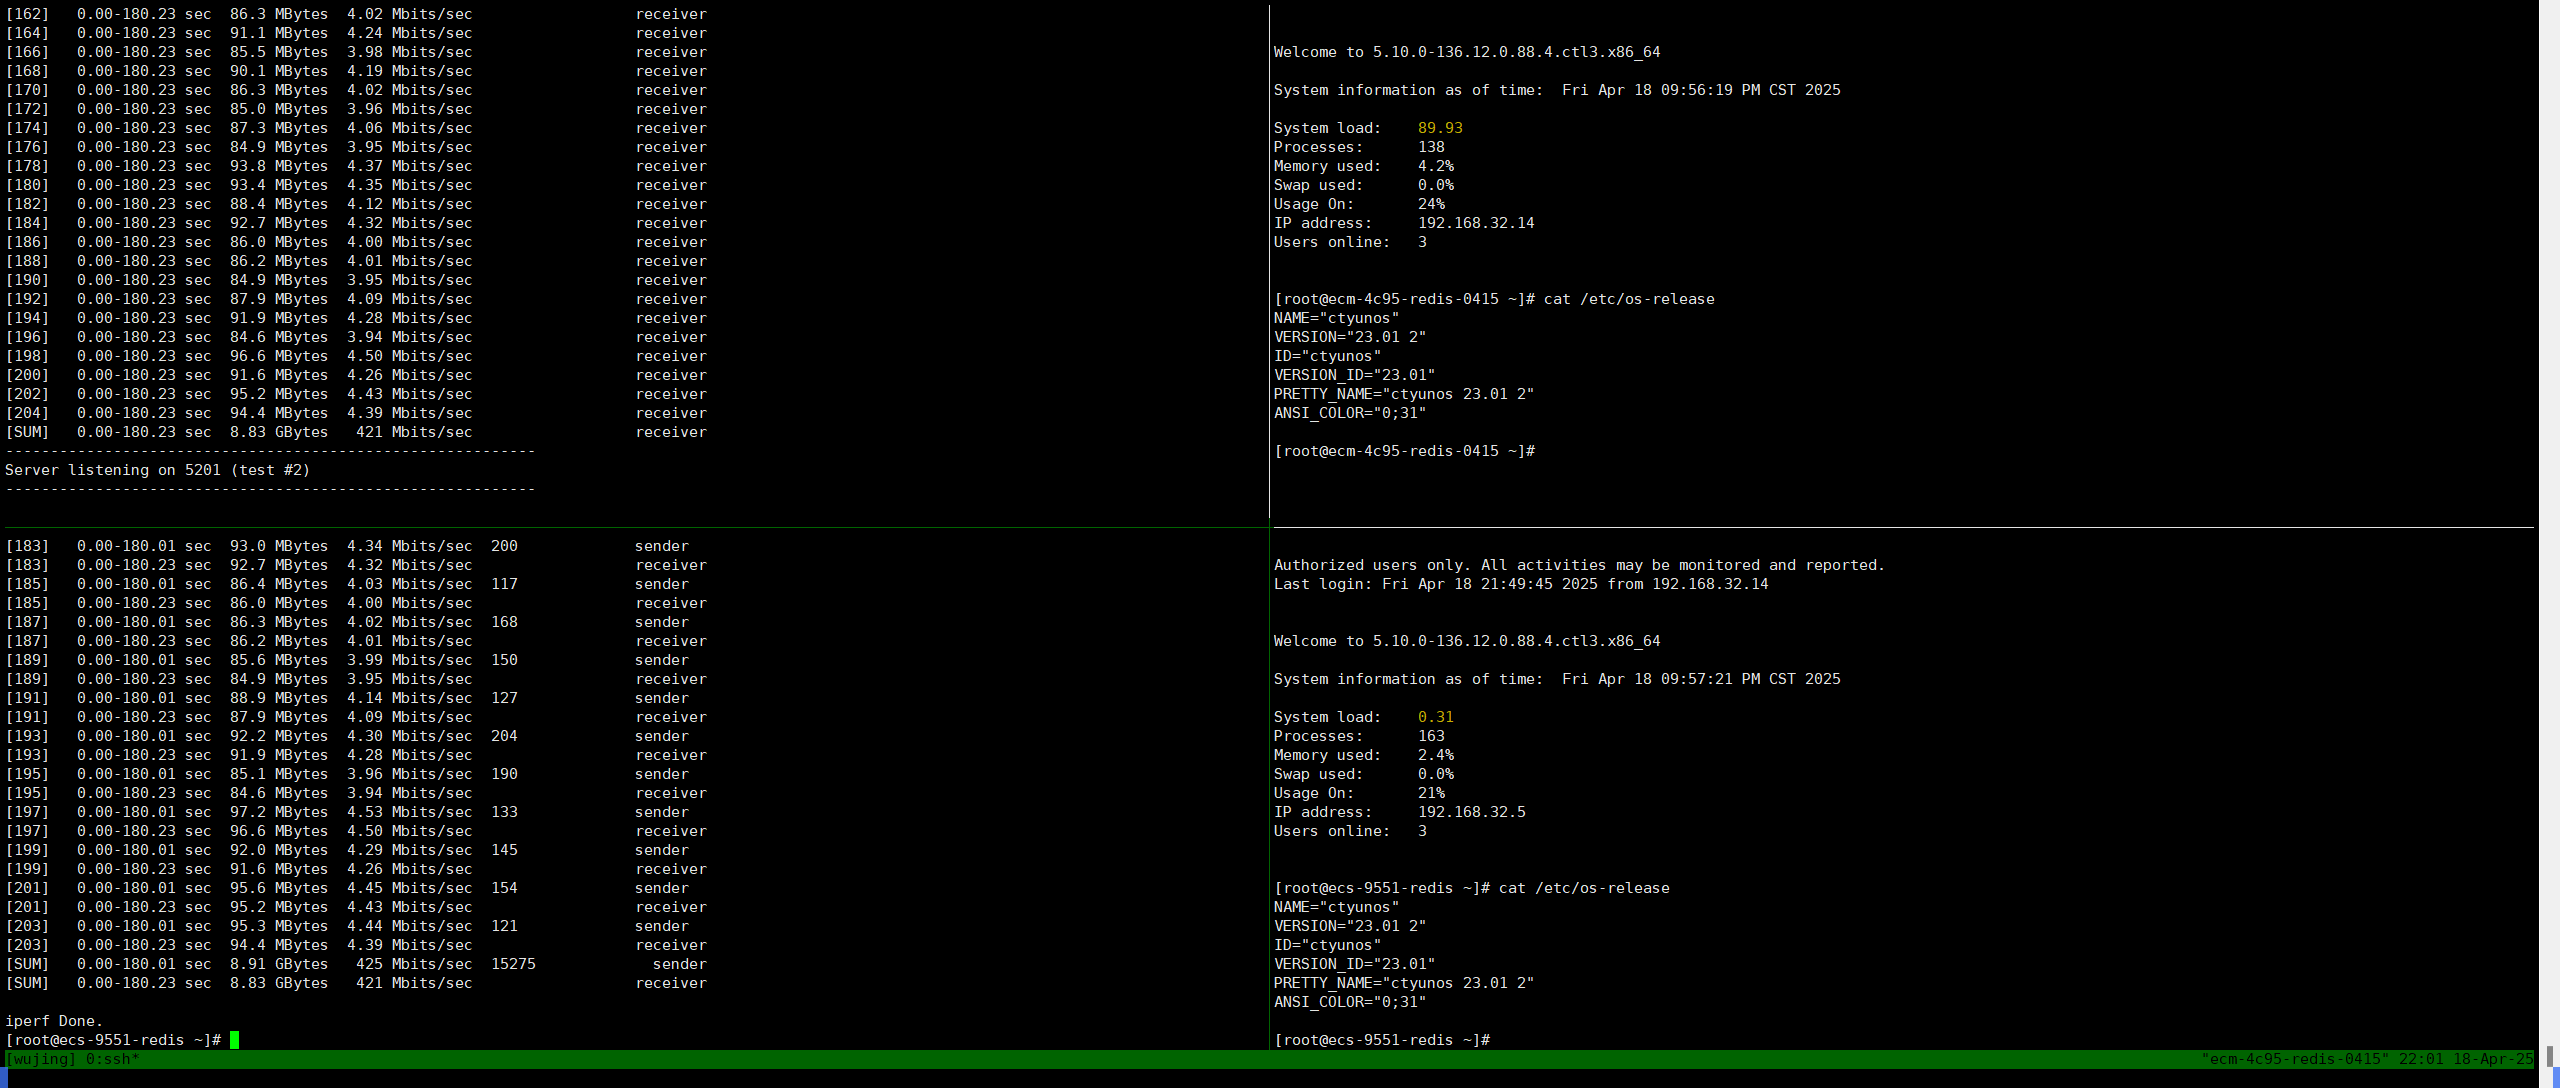 [162]   0.00-180.23 sec  86.3 MBytes  4.02 Mbits/sec                  receiver
[164]   0.00-180.23 sec  91.1 MBytes  4.24 Mbits/sec                  receiver
[166]   0.00-180.23 sec  85.5 MBytes  3.98 Mbits/sec                  receiver
[168]   0.00-180.23 sec  90.1 MBytes  4.19 Mbits/sec                  receiver
[170]   0.00-180.23 sec  86.3 MBytes  4.02 Mbits/sec                  receiver
[172]   0.00-180.23 sec  85.0 MBytes  3.96 Mbits/sec                  receiver
[174]   0.00-180.23 sec  87.3 MBytes  4.06 Mbits/sec                  receiver
[176]   0.00-180.23 sec  84.9 MBytes  3.95 Mbits/sec                  receiver
[178]   0.00-180.23 sec  93.8 MBytes  4.37 Mbits/sec                  receiver
[180]   0.00-180.23 sec  93.4 MBytes  4.35 Mbits/sec                  receiver
[182]   0.00-180.23 sec  88.4 MBytes  4.12 Mbits/sec                  receiver
[184]   0.00-180.23 sec  92.7 MBytes  4.32 Mbits/sec                  receiver
[186]   0.00-180.23 sec  86.0 MBytes  4.00 Mbits/sec                  receiver
[188]   0.00-180.23 sec  86.2 MBytes  4.01 Mbits/sec                  receiver
[190]   0.00-180.23 sec  84.9 MBytes  3.95 Mbits/sec                  receiver
[192]   0.00-180.23 sec  87.9 MBytes  4.09 Mbits/sec                  receiver
[194]   0.00-180.23 sec  91.9 MBytes  4.28 Mbits/sec                  receiver
[196]   0.00-180.23 sec  84.6 MBytes  3.94 Mbits/sec                  receiver
[198]   0.00-180.23 sec  96.6 MBytes  4.50 Mbits/sec                  receiver
[200]   0.00-180.23 sec  91.6 MBytes  4.26 Mbits/sec                  receiver
[202]   0.00-180.23 sec  95.2 MBytes  4.43 Mbits/sec                  receiver
[204]   0.00-180.23 sec  94.4 MBytes  4.39 Mbits/sec                  receiver
[SUM]   0.00-180.23 sec  8.83 GBytes   421 Mbits/sec                  receiver
-----------------------------------------------------------
Server listening on 5201 (test #2)
-----------------------------------------------------------
Welcome to 5.10.0-136.12.0.88.4.ctl3.x86_64
System information as of time:  Fri Apr 18 09:56:19 PM CST 2025
System load:    89.93
Processes:      138
Memory used:    4.2%
Swap used:      0.0%
Usage On:       24%
IP address:     192.168.32.14
Users online:   3
[root@ecm-4c95-redis-0415 ~]# cat /etc/os-release
NAME="ctyunos"
VERSION="23.01 2"
ID="ctyunos"
VERSION_ID="23.01"
PRETTY_NAME="ctyunos 23.01 2"
ANSI_COLOR="0;31"
[root@ecm-4c95-redis-0415 ~]#
[183]   0.00-180.01 sec  93.0 MBytes  4.34 Mbits/sec  200             sender
[183]   0.00-180.23 sec  92.7 MBytes  4.32 Mbits/sec                  receiver
[185]   0.00-180.01 sec  86.4 MBytes  4.03 Mbits/sec  117             sender
[185]   0.00-180.23 sec  86.0 MBytes  4.00 Mbits/sec                  receiver
[187]   0.00-180.01 sec  86.3 MBytes  4.02 Mbits/sec  168             sender
[187]   0.00-180.23 sec  86.2 MBytes  4.01 Mbits/sec                  receiver
[189]   0.00-180.01 sec  85.6 MBytes  3.99 Mbits/sec  150             sender
[189]   0.00-180.23 sec  84.9 MBytes  3.95 Mbits/sec                  receiver
[191]   0.00-180.01 sec  88.9 MBytes  4.14 Mbits/sec  127             sender
[191]   0.00-180.23 sec  87.9 MBytes  4.09 Mbits/sec                  receiver
[193]   0.00-180.01 sec  92.2 MBytes  4.30 Mbits/sec  204             sender
[193]   0.00-180.23 sec  91.9 MBytes  4.28 Mbits/sec                  receiver
[195]   0.00-180.01 sec  85.1 MBytes  3.96 Mbits/sec  190             sender
[195]   0.00-180.23 sec  84.6 MBytes  3.94 Mbits/sec                  receiver
[197]   0.00-180.01 sec  97.2 MBytes  4.53 Mbits/sec  133             sender
[197]   0.00-180.23 sec  96.6 MBytes  4.50 Mbits/sec                  receiver
[199]   0.00-180.01 sec  92.0 MBytes  4.29 Mbits/sec  145             sender
[199]   0.00-180.23 sec  91.6 MBytes  4.26 Mbits/sec                  receiver
[201]   0.00-180.01 sec  95.6 MBytes  4.45 Mbits/sec  154             sender
[201]   0.00-180.23 sec  95.2 MBytes  4.43 Mbits/sec                  receiver
[203]   0.00-180.01 sec  95.3 MBytes  4.44 Mbits/sec  121             sender
[203]   0.00-180.23 sec  94.4 MBytes  4.39 Mbits/sec                  receiver
[SUM]   0.00-180.01 sec  8.91 GBytes   425 Mbits/sec  15275             sender
[SUM]   0.00-180.23 sec  8.83 GBytes   421 Mbits/sec                  receiver
iperf Done.
[root@ecs-9551-redis ~]#
Authorized users only. All activities may be monitored and reported.
Last login: Fri Apr 18 21:49:45 2025 from 192.168.32.14
Welcome to 5.10.0-136.12.0.88.4.ctl3.x86_64
System information as of time:  Fri Apr 18 09:57:21 PM CST 2025
System load:    0.31
Processes:      163
Memory used:    2.4%
Swap used:      0.0%
Usage On:       21%
IP address:     192.168.32.5
Users online:   3
[root@ecs-9551-redis ~]# cat /etc/os-release
NAME="ctyunos"
VERSION="23.01 2"
ID="ctyunos"
VERSION_ID="23.01"
PRETTY_NAME="ctyunos 23.01 2"
ANSI_COLOR="0;31"
[root@ecs-9551-redis ~]#
[wujing] 0:ssh*    "ecm-4c95-redis-0415" 22:01 18-Apr-25